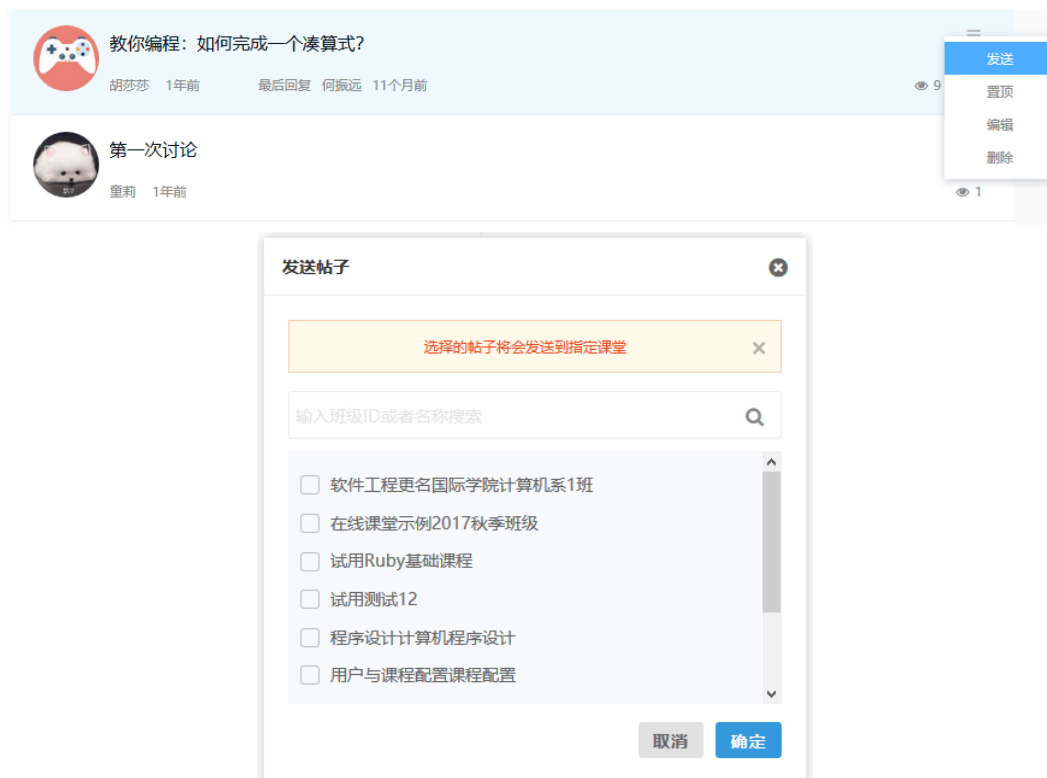 教你编程：如何完成一个凑算式?
胡莎莎 1年前 最后回复 何振远 11个月前 9
发送
置顶
编辑
删除
第一次讨论
童莉 1年前 1
发送帖子
选择的帖子将会发送到指定课堂
输入班级ID或者名称搜索
软件工程更名国际学院计算机系1班
在线课堂示例2017秋季班级
试用Ruby基础课程
试用测试12
程序设计计算机程序设计
用户与课程配置课程配置
取消 确定